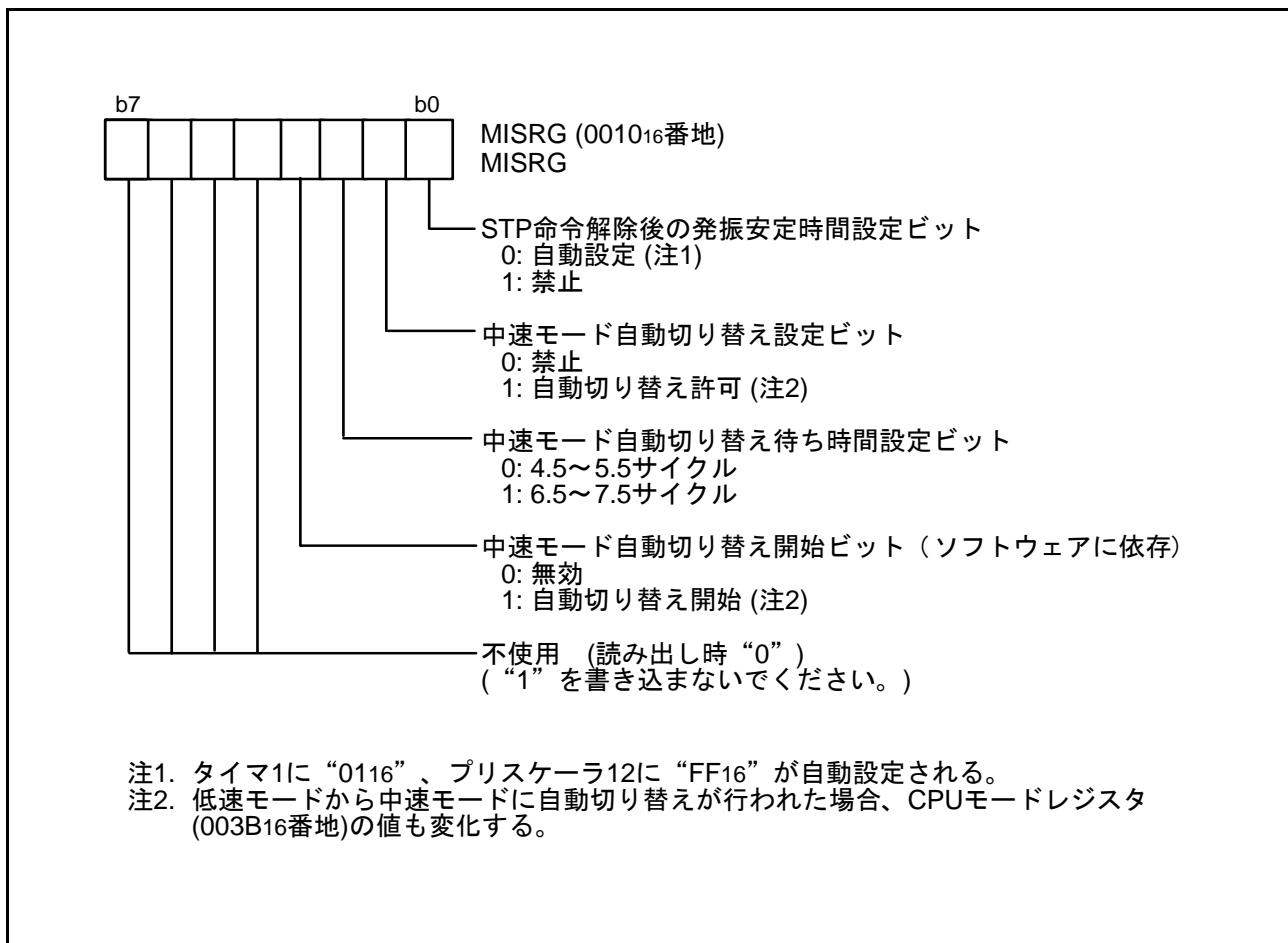 b7 b0
MISRG (001016番地)
MISRG
STP命令解除後の発振安定時間設定ビット
0: 自動設定 (注1)
1: 禁止
中速モード自動切り替え設定ビット
0: 禁止
1: 自動切り替え許可 (注2)
中速モード自動切り替え待ち時間設定ビット
0: 4.5～5.5サイクル
1: 6.5～7.5サイクル
中速モード自動切り替え開始ビット（ソフトウェアに依存）
0: 無効
1: 自動切り替え開始 (注2)
不使用　(読み出し時“0”)
(“1”を書き込まないでください。)
注1. タイマ1に“0116”、プリスケーラ12に“FF16”が自動設定される。
注2. 低速モードから中速モードに自動切り替えが行われた場合、CPUモードレジスタ
(003B16番地)の値も変化する。